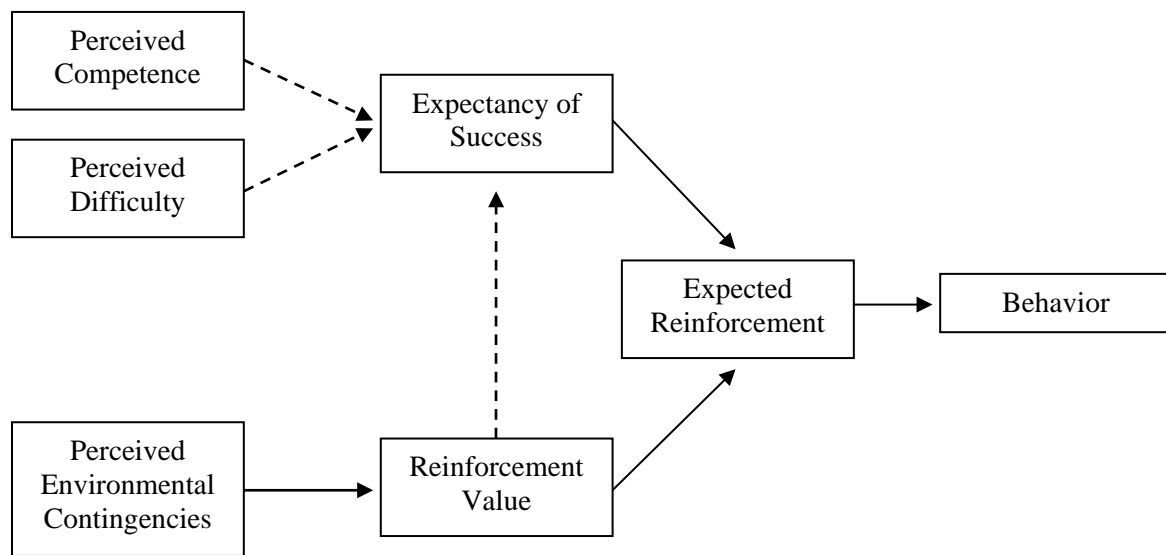 Perceived
Competence
Expectancy of
Success
Perceived
Difficulty
Expected
Reinforcement
Behavior
Perceived
Environmental
Contingencies
Reinforcement
Value